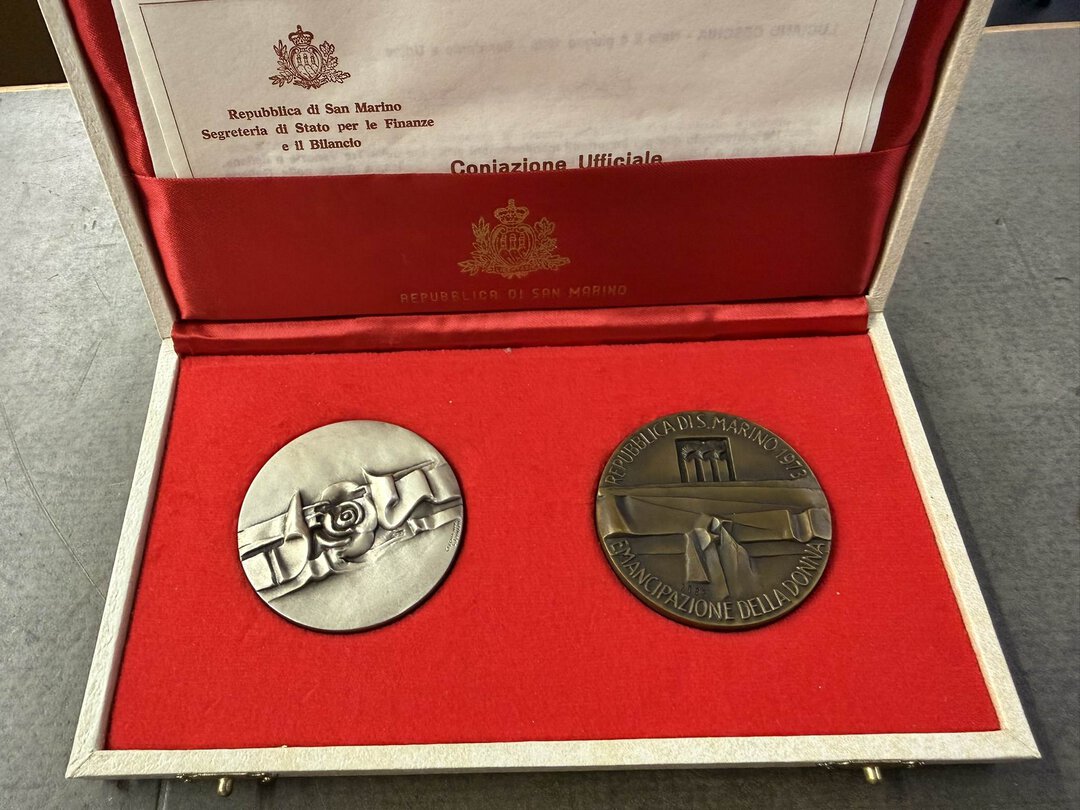 Repubblica di San Marino
Segreteria di Stato per le Finanze
e il Bilancio
Coniazione Ufficiale
REPUBBLICA DI SAN MARINO
REPUBBLICA DI S. MARINO 1973
EMANCIPAZIONE DELLA DONNA